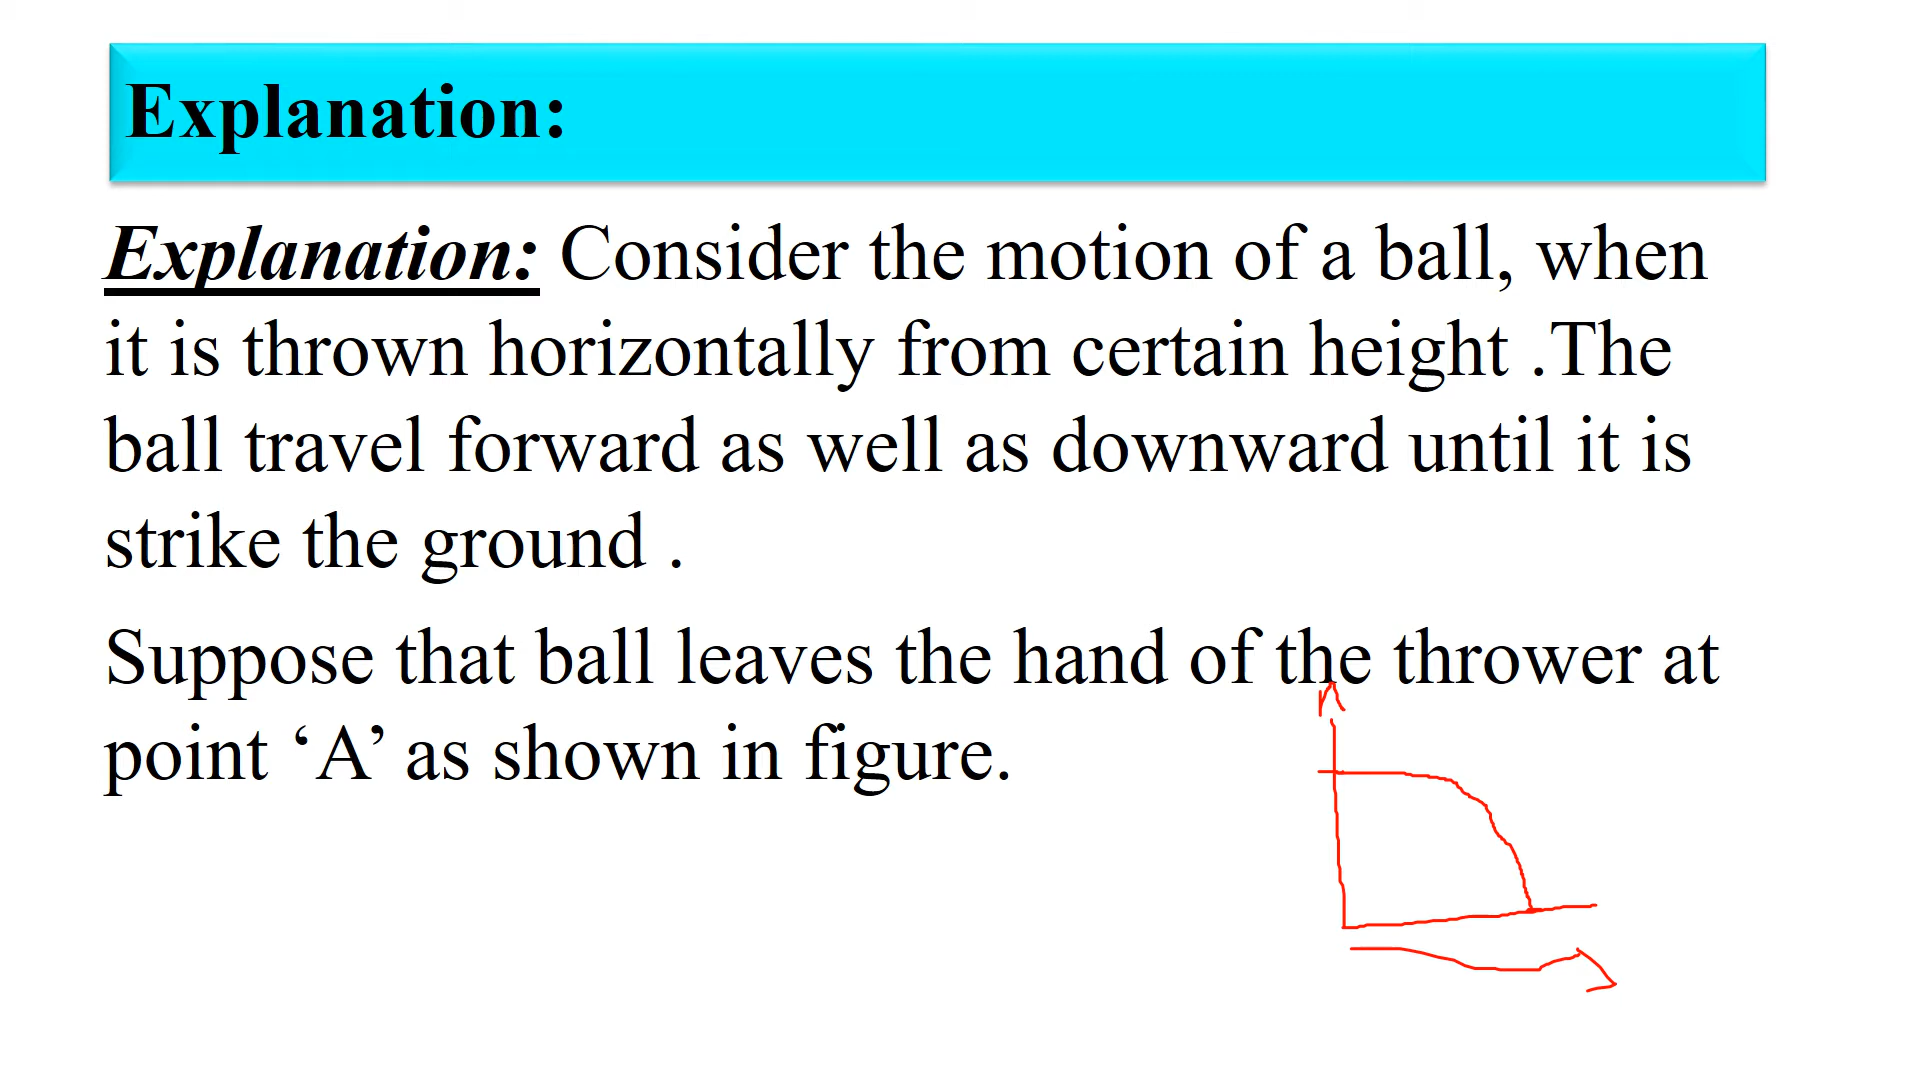 Explanation:
Explanation: Consider the motion of a ball, when
it is thrown horizontally from certain height .The
ball travel forward as well as downward until it is
strike the ground .
Suppose that ball leaves the hand of the thrower at
point ‘A’ as shown in figure.